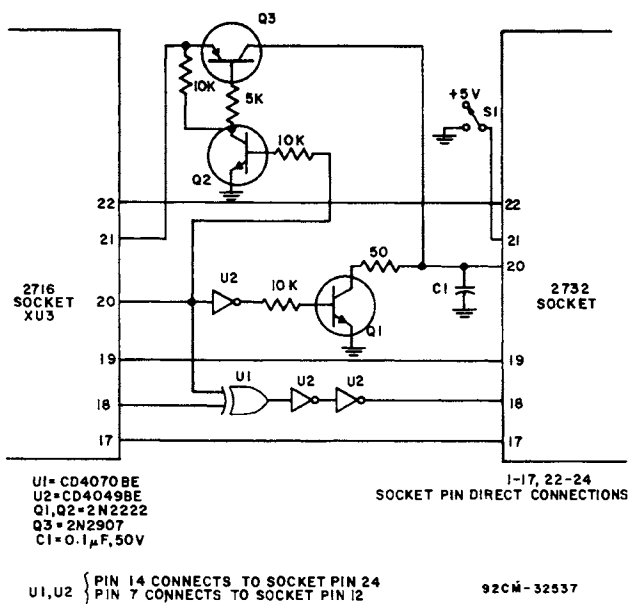 Q3
10K
5K
+5V
S1
10K
Q2
22
22
21
21
50
20
2716
SOCKET
XU3
20
U2
10K
C1
2732
SOCKET
Q1
19
19
U1
U2
U2
18
18
17
17
U1=CD4070BE
U2=CD4049BE
Q1,Q2=2N2222
Q3=2N2907
C1=0.1μF,50V
1-17, 22-24
SOCKET PIN DIRECT CONNECTIONS
U1,U2 { PIN 14 CONNECTS TO SOCKET PIN 24
PIN 7 CONNECTS TO SOCKET PIN 12
92CM-32537